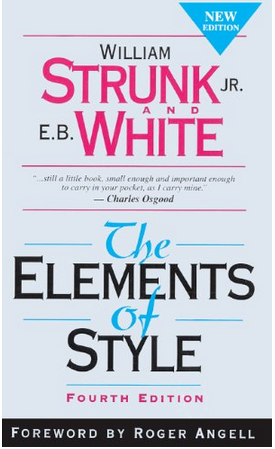 NEW
EDITION
WILLIAM
STRUNK JR.
AND
E.B. WHITE
"...still a little book, small enough and important enough
to carry in your pocket, as I carry mine."
— Charles Osgood
The
ELEMENTS
of
STYLE
FOURTH EDITION
FOREWORD BY ROGER ANGELL